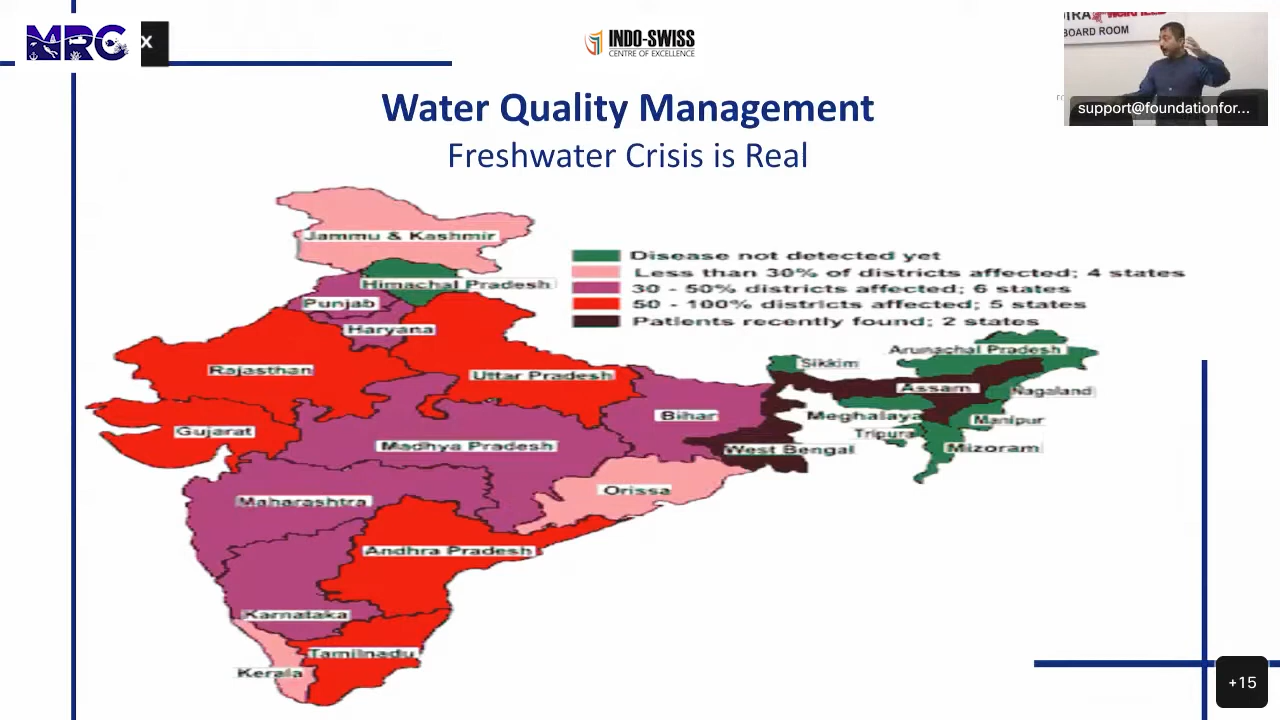 MRC
x
INDO-SWISS
CENTRE OF EXCELLENCE
BOARD ROOM
support@foundationfor...
Water Quality Management
Freshwater Crisis is Real
Disease not detected yet
Less than 30% of districts affected; 4 states
30 - 50% districts affected; 6 states
50 - 100% districts affected; 5 states
Patients recently found; 2 states
Jammu & Kashmir
Himachal Pradesh
Punjab
Haryana
Rajasthan
Uttar Pradesh
Sikkim
Arunachal Pradesh
Assam
Nagaland
Bihar
Meghalaya
Manipur
Gujarat
Tripura
Madhya Pradesh
West Bengal
Mizoram
Orissa
Maharashtra
Andhra Pradesh
Karnataka
Tamilnadu
Kerala
+15